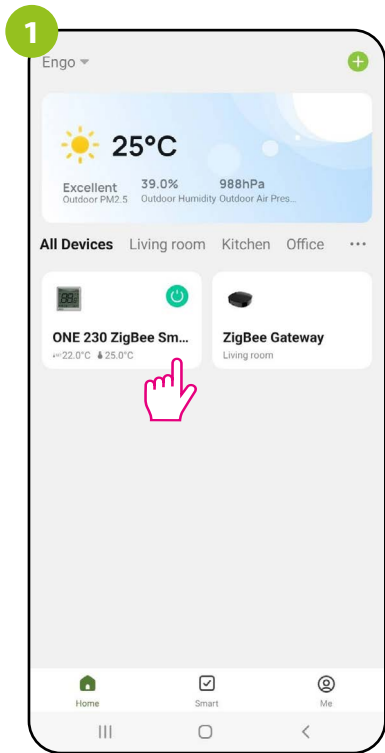 1
Engo
25°C
Excellent 39.0% 988hPa
Outdoor PM2.5 Outdoor Humidity Outdoor Air Pres...
All Devices Living room Kitchen Office ...
ONE 230 ZigBee Sm... ZigBee Gateway
22.0°C 25.0°C Living room
Home Smart Me